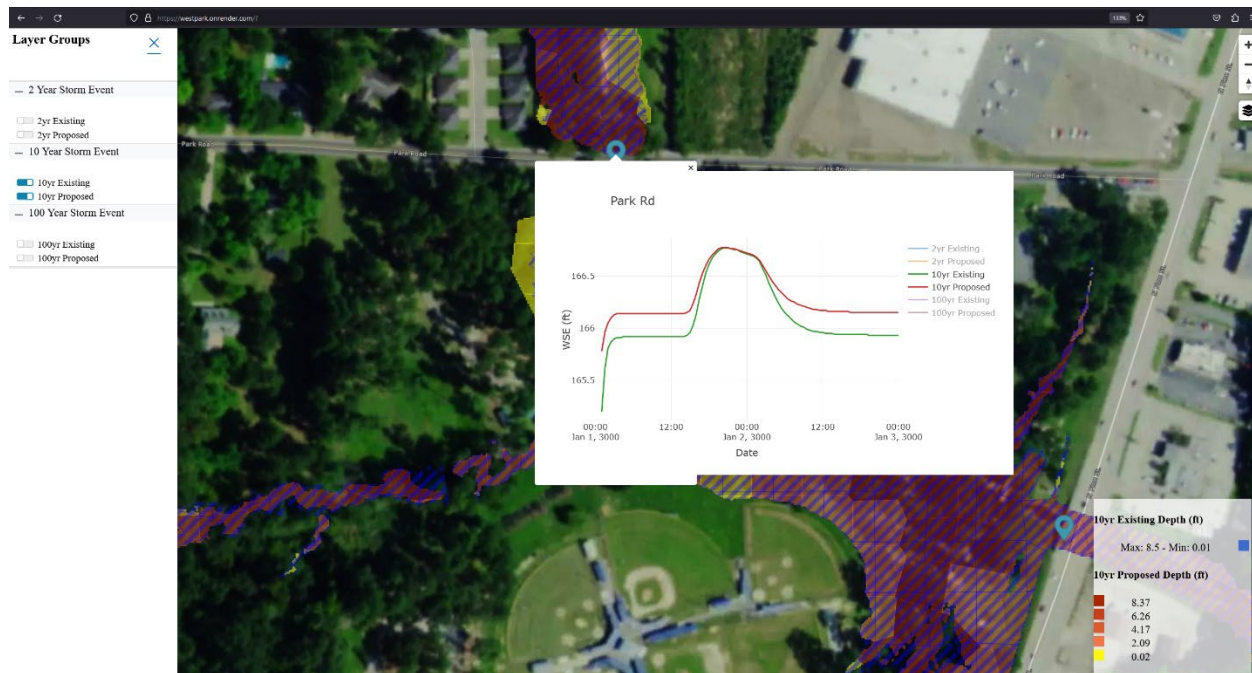 https://westpark.onrender.com/?
133%
Layer Groups
2 Year Storm Event
2yr Existing
2yr Proposed
10 Year Storm Event
10yr Existing
10yr Proposed
100 Year Storm Event
100yr Existing
100yr Proposed
Park Road
Park Road
Park Road
Park Road
Park Rd
2yr Existing
2yr Proposed
10yr Existing
10yr Proposed
100yr Existing
100yr Proposed
WSE (ft)
166.5
166
165.5
00:00
Jan 1, 3000
12:00
00:00
Jan 2, 3000
12:00
00:00
Jan 3, 3000
Date
10yr Existing Depth (ft)
Max: 8.5 - Min: 0.01
10yr Proposed Depth (ft)
8.37
6.26
4.17
2.09
0.02